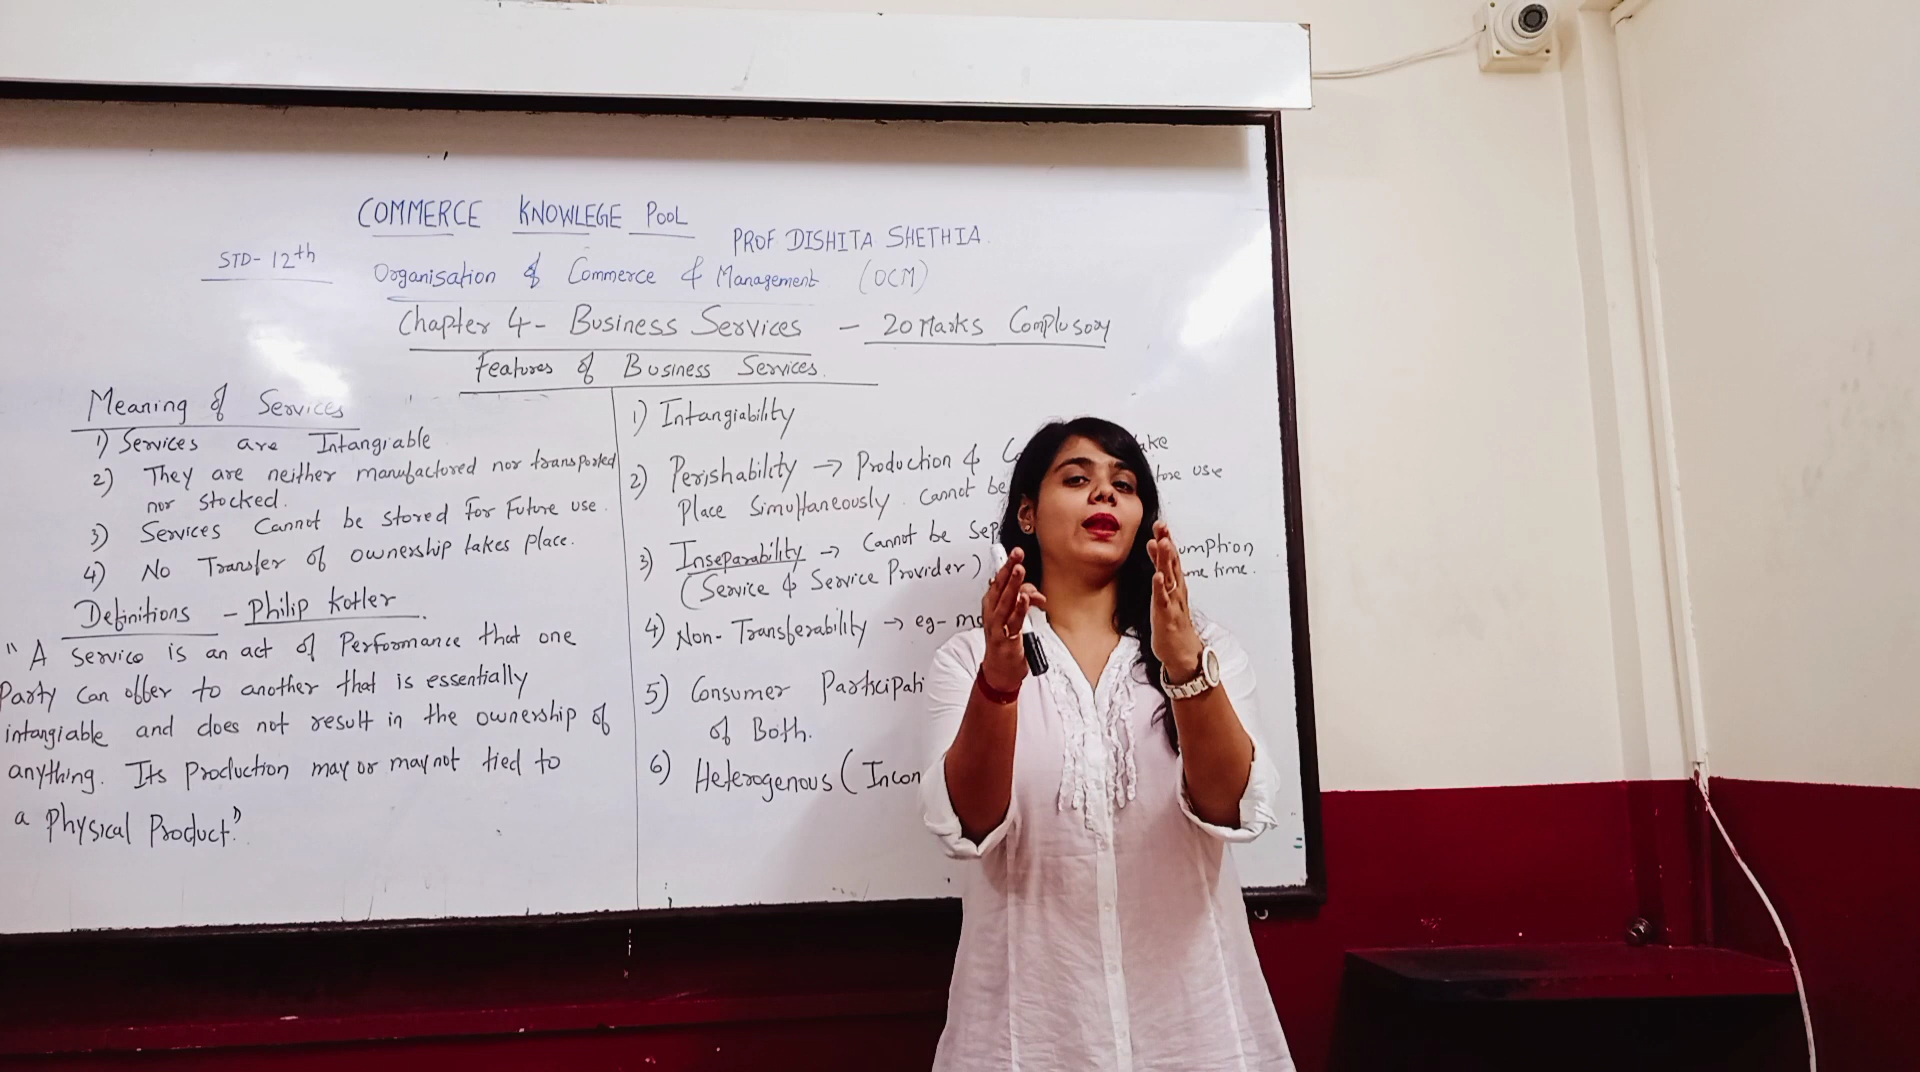 COMMERCE KNOWLEGE POOL
PROF DISHITA SHETHIA.
STD- 12th
Organisation of Commerce & Management (OCM)
Chapter 4- Business Services - 20 Marks Complusory
Features of Business Services.
Meaning of Services
1) Services are Intangiable
2) They are neither manufactured nor transported
nor stocked.
3) Services Cannot be stored for Future use.
4) No Transfer of ownership takes place.
Definitions - Philip Kotler.
"A service is an act of Performance that one
Party can offer to another that is essentially
intangiable and does not result in the ownership of
anything. Its Production may or may not tied to
a Physical Product."
1) Intangiability
2) Perishability → Production &
Place Simultaneously. Cannot be use
3) Inseparability → Cannot be
(Service & Service Provider) time.
4) Non-Transferability → eg-
5) Consumer
of Both.
6) Heterogenous (